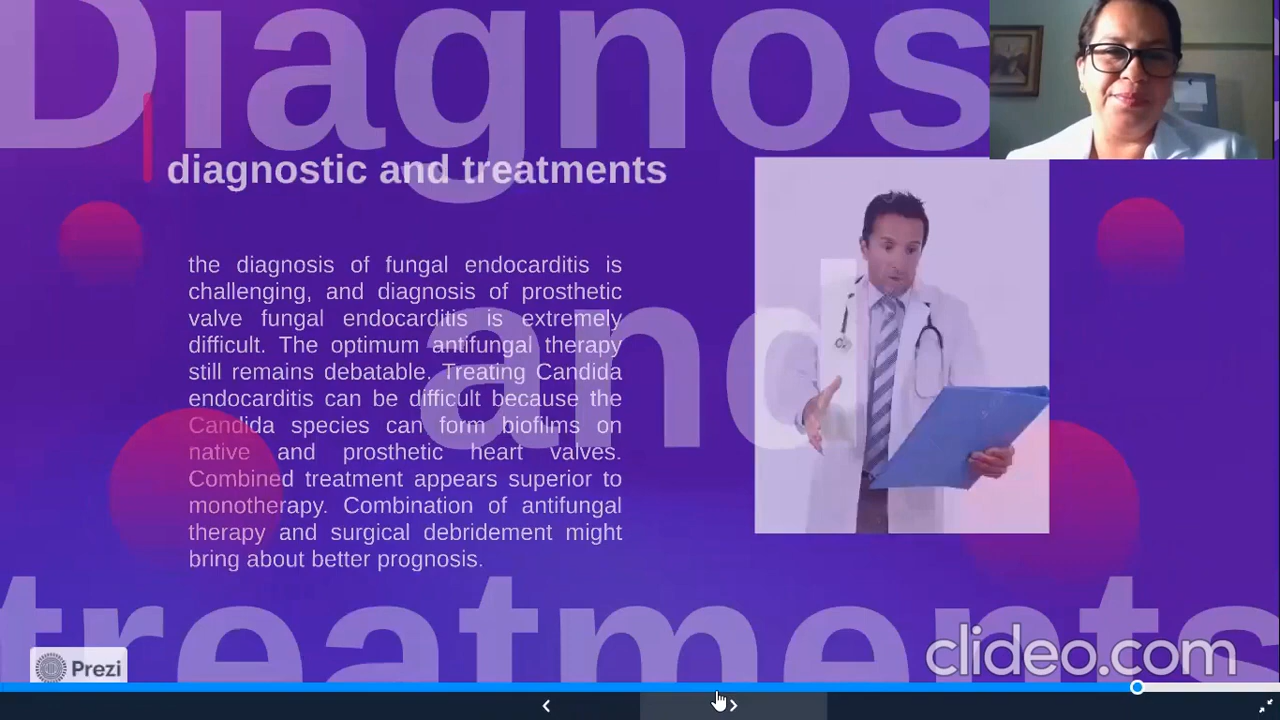 Diagnos
diagnostic and treatments
the diagnosis of fungal endocarditis is
challenging, and diagnosis of prosthetic
valve fungal endocarditis is extremely
difficult. The optimum antifungal therapy
still remains debatable. Treating Candida
endocarditis can be difficult because the
Candida species can form biofilms on
native and prosthetic heart valves.
Combined treatment appears superior to
monotherapy. Combination of antifungal
therapy and surgical debridement might
bring about better prognosis.
and
treatments
Prezi
clideo.com